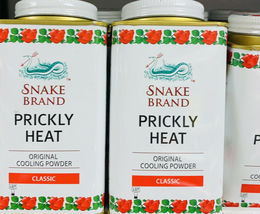 SNAKE
BRAND
PRICKLY
HEAT
ORIGINAL
COOLING POWDER
CLASSIC
SNAKE
BRAND
PRICKLY
HEAT
ORIGINAL
COOLING POWDER
CLASSIC